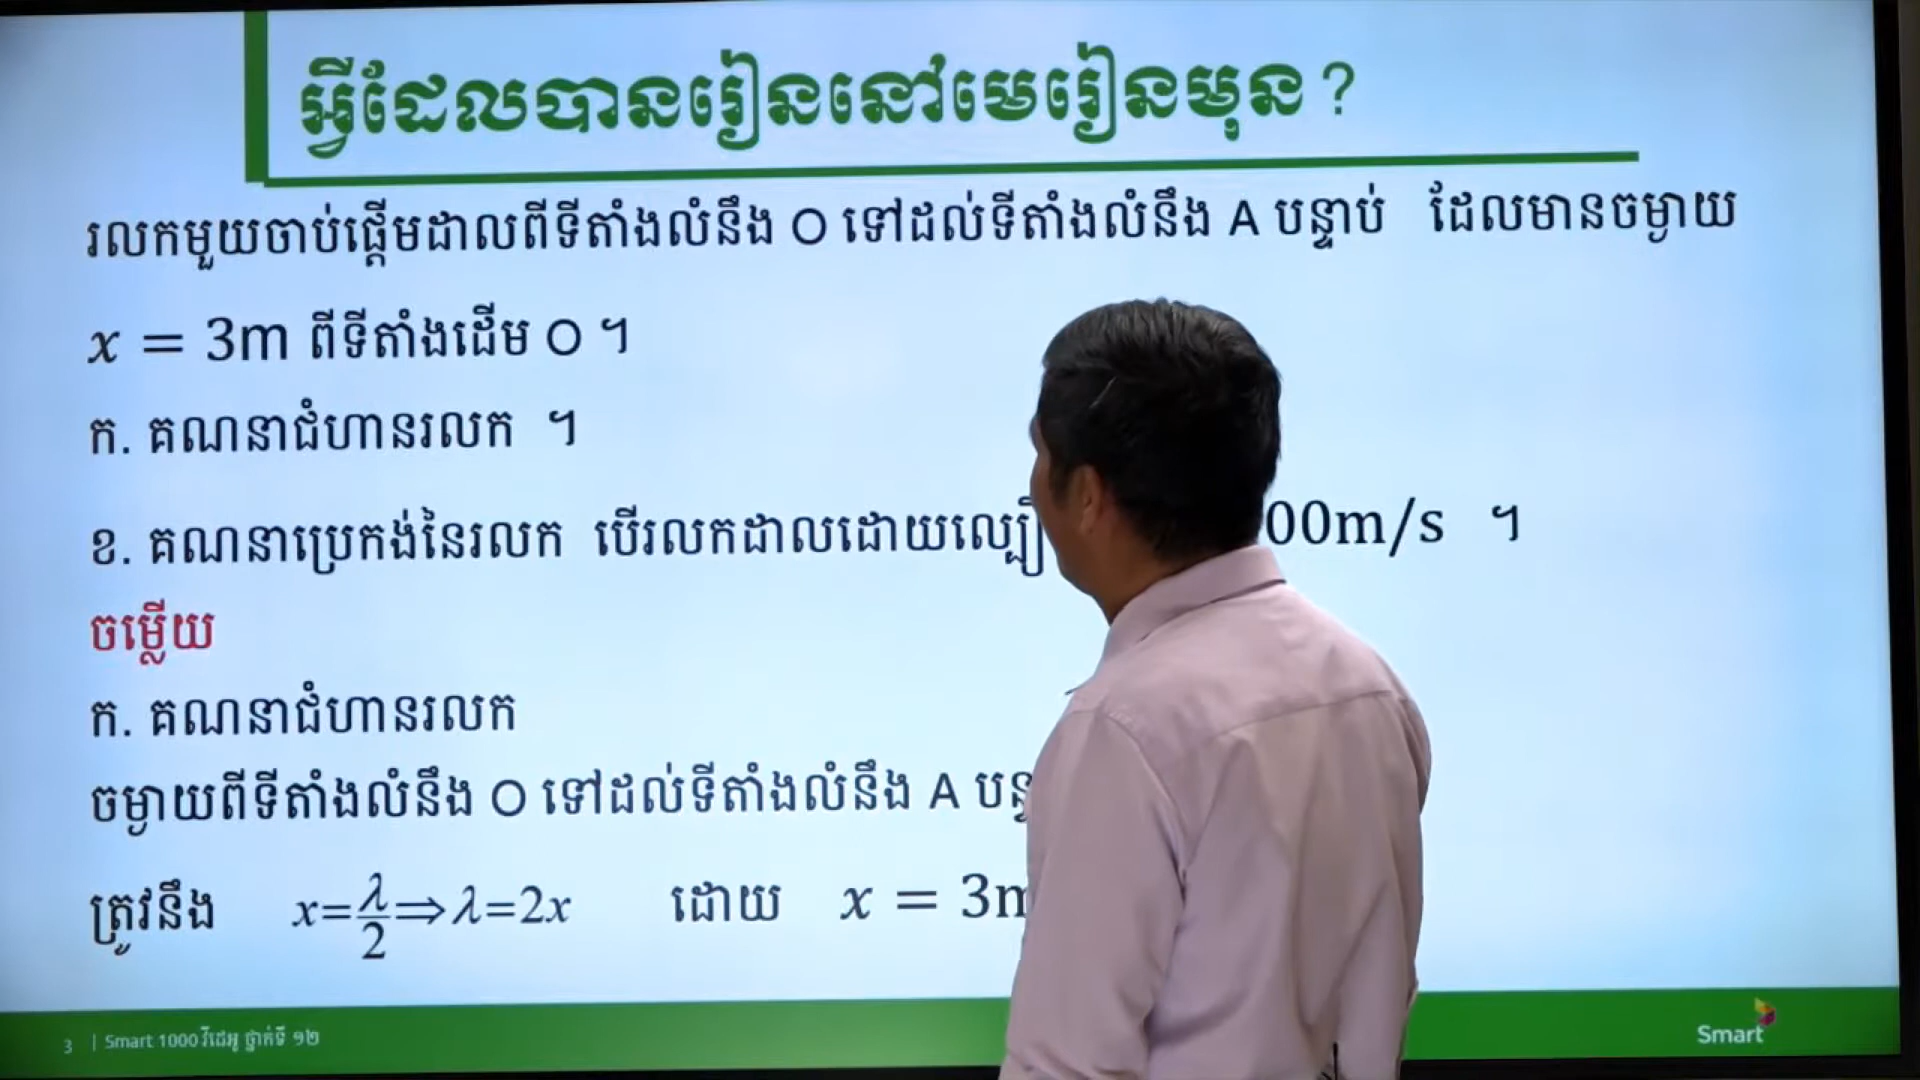 អ្វីដែលបានរៀននៅមេរៀនមុន?
រលកមួយចាប់ផ្ដើមដាលពីទីតាំងលំនឹង O ទៅដល់ទីតាំងលំនឹង A បន្ទាប់ ដែលមានចម្ងាយ
x = 3m ពីទីតាំងដើម O ។
ក. គណនាជំហានរលក ។
ខ. គណនាប្រេកង់នៃរលក បើរលកដាលដោយ 00m/s ។
ចម្លើយ
ក. គណនាជំហានរលក
ចម្ងាយពីទីតាំងលំនឹង O ទៅដល់ទីតាំងលំនឹង A
ត្រូវនឹង x=λ/2⇒λ=2x ដោយ x = 3m
3 | Smart 1000 វីដេអូ ថ្នាក់ទី ១២
Smart